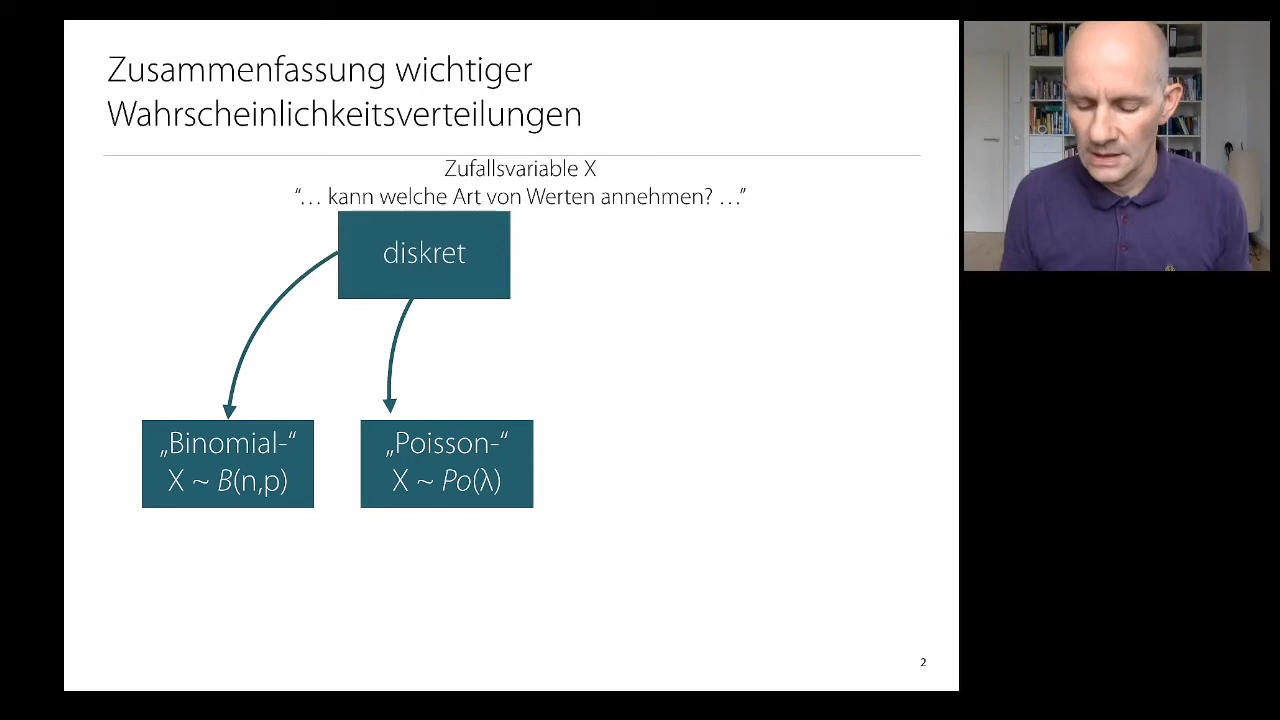 Zusammenfassung wichtiger
Wahrscheinlichkeitsverteilungen
Zufallsvariable X
“… kann welche Art von Werten annehmen? …”
diskret
„Binomial-“
X ~ B(n,p)
„Poisson-“
X ~ Po(λ)
2